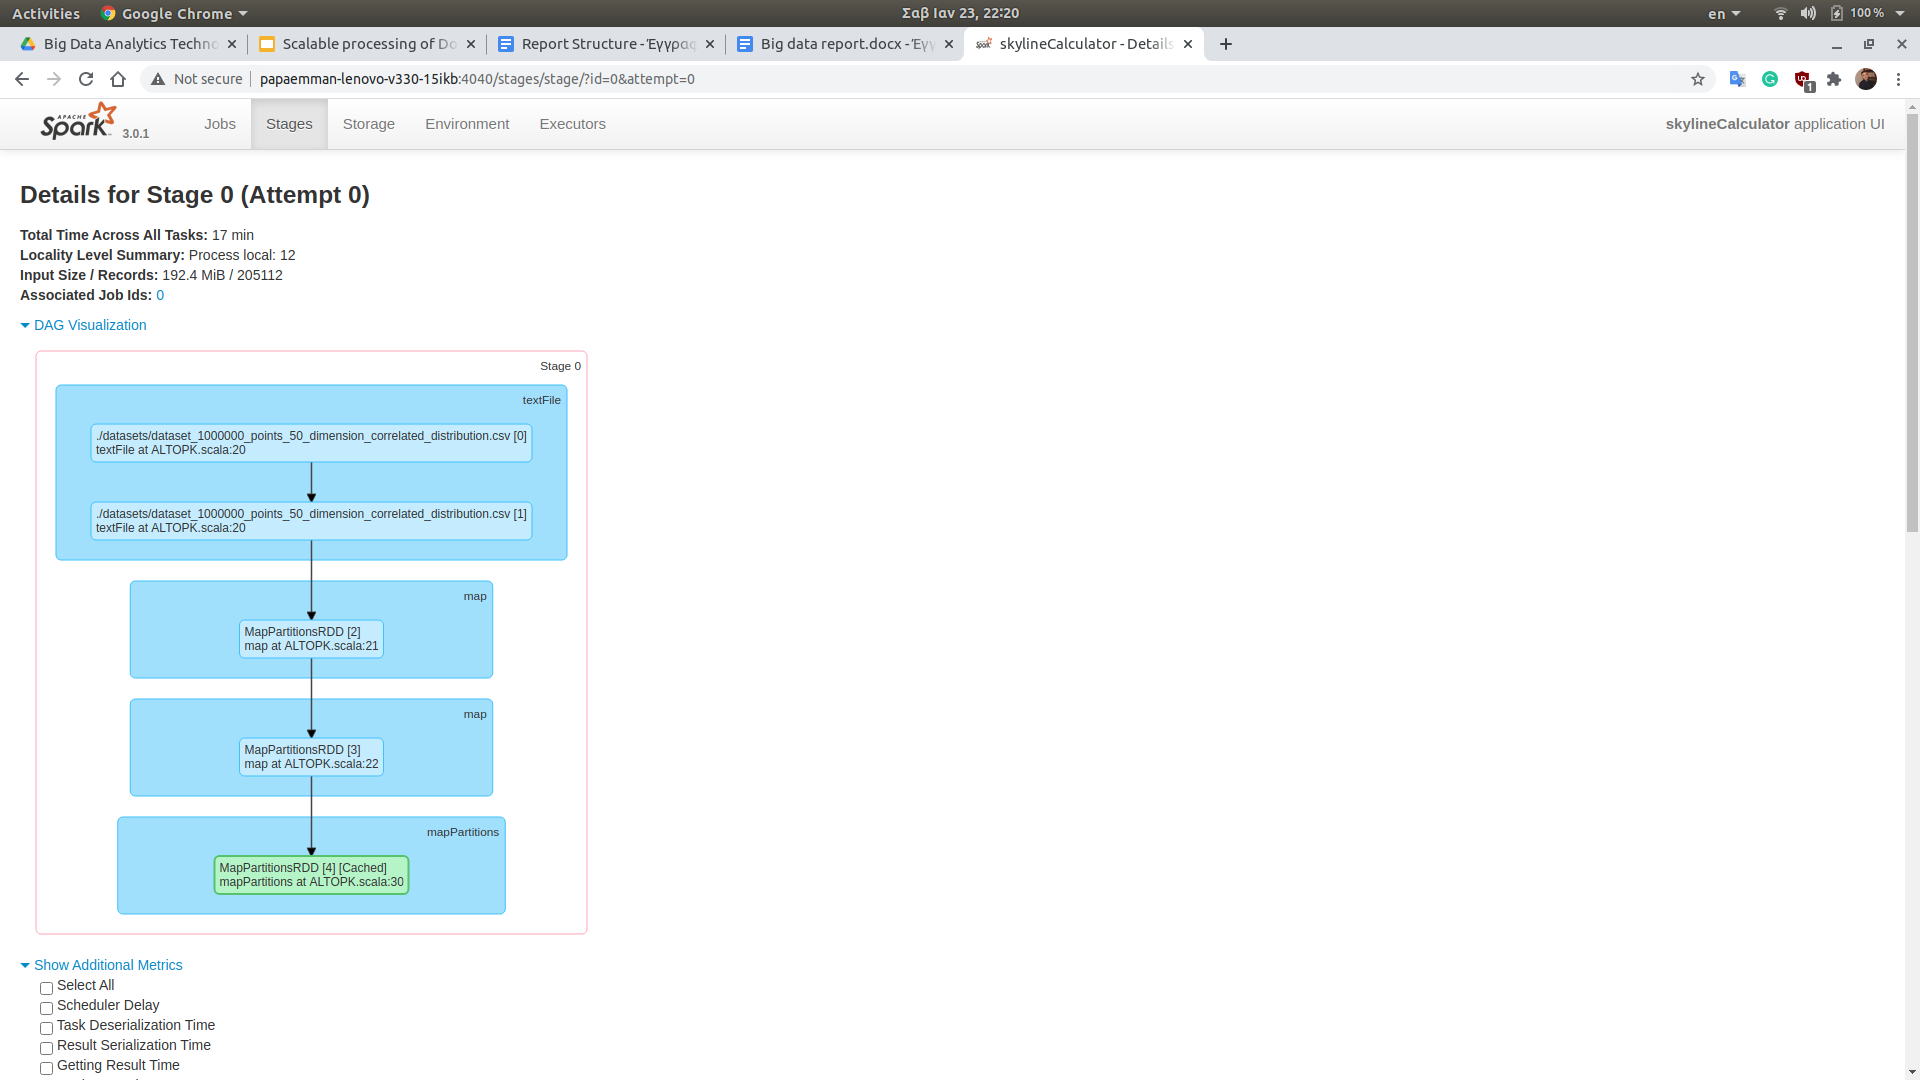 Activities Google Chrome Σαβ Ιαν 23, 22:20 en 100 %
Big Data Analytics Techno Scalable processing of Do Report Structure - Έγγρας Big data report.docx - Έγγ skylineCalculator - Details
Not secure papaemman-lenovo-v330-15ikb:4040/stages/stage/?id=0&attempt=0 1
APACHE Spark 3.0.1 Jobs Stages Storage Environment Executors skylineCalculator application UI
Details for Stage 0 (Attempt 0)
Total Time Across All Tasks: 17 min
Locality Level Summary: Process local: 12
Input Size / Records: 192.4 MiB / 205112
Associated Job Ids: 0
DAG Visualization
Stage 0
textFile
./datasets/dataset_1000000_points_50_dimension_correlated_distribution.csv [0]
textFile at ALTOPK.scala:20
./datasets/dataset_1000000_points_50_dimension_correlated_distribution.csv [1]
textFile at ALTOPK.scala:20
map
MapPartitionsRDD [2]
map at ALTOPK.scala:21
map
MapPartitionsRDD [3]
map at ALTOPK.scala:22
mapPartitions
MapPartitionsRDD [4] [Cached]
mapPartitions at ALTOPK.scala:30
Show Additional Metrics
Select All
Scheduler Delay
Task Deserialization Time
Result Serialization Time
Getting Result Time